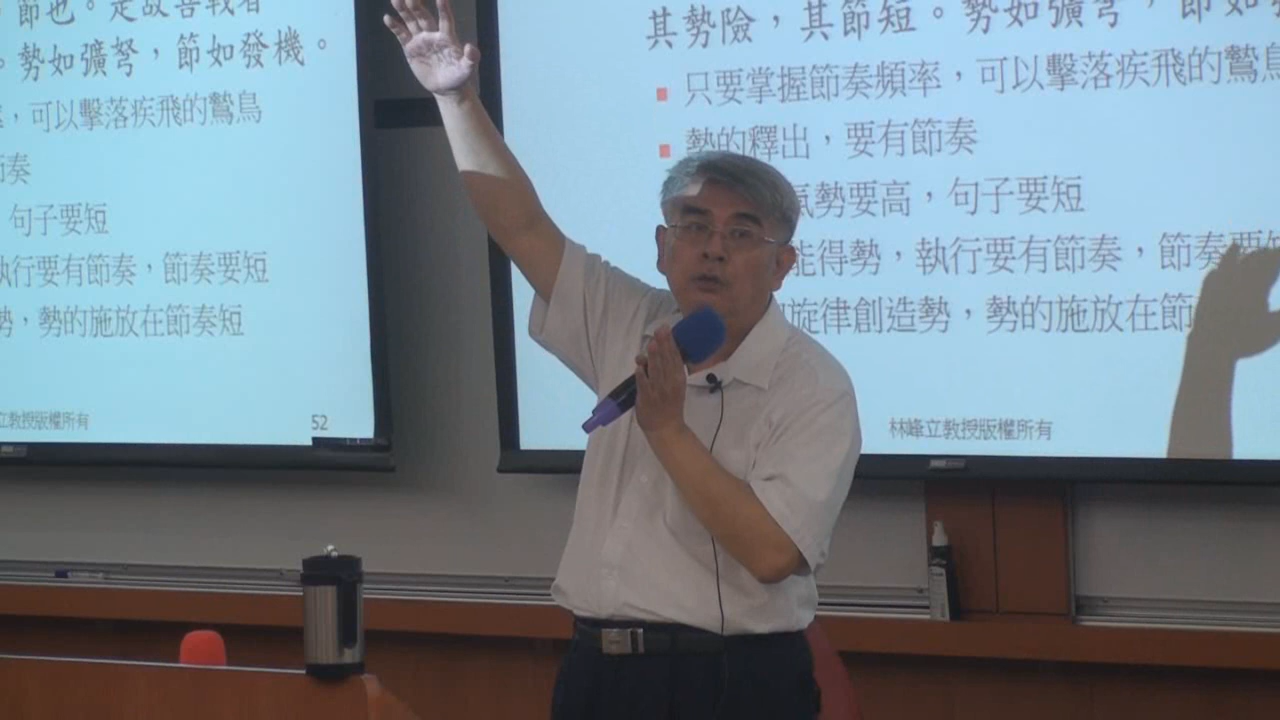 節也。是故善戰者
。勢如彍弩，節如發機。
，可以擊落疾飛的鷙鳥
節奏
句子要短
執行要有節奏，節奏要短
勢，勢的施放在節奏短
立教授版權所有
52
其勢險，其節短。勢如彍弩，節如
只要掌握節奏頻率，可以擊落疾飛的鷙鳥
勢的釋出，要有節奏
氣勢要高，句子要短
能得勢，執行要有節奏，節奏要短
旋律創造勢，勢的施放在節
林峰立教授版權所有